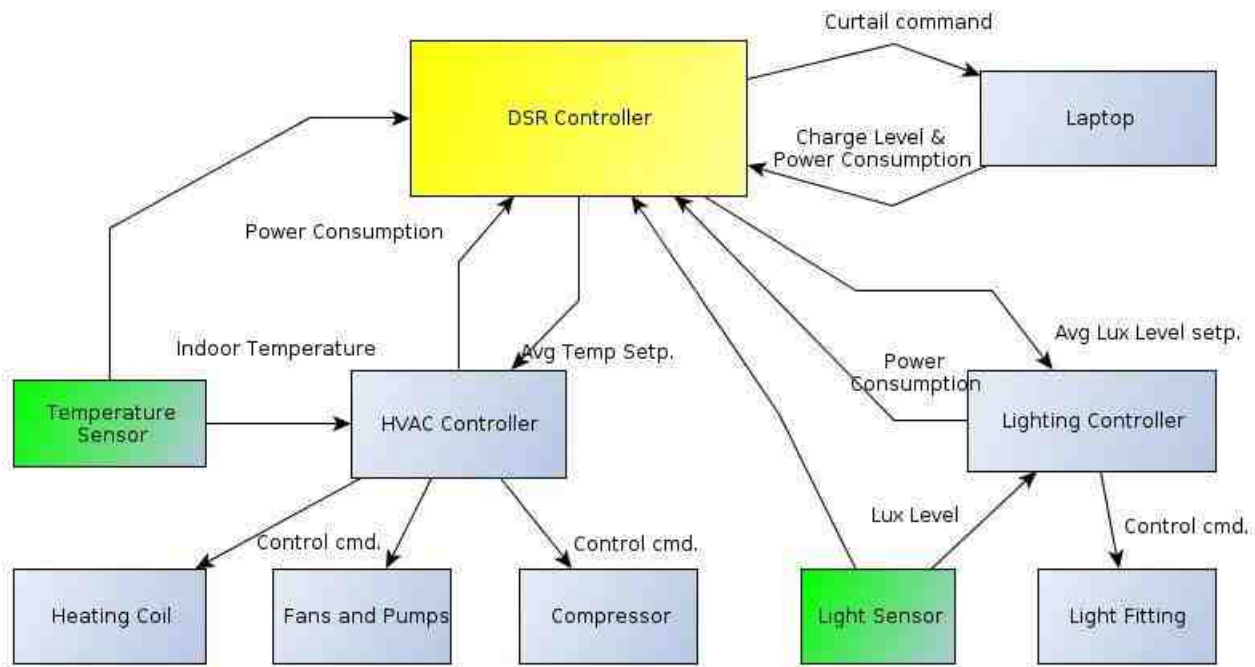 Curtail command
DSR Controller
Laptop
Charge Level &
Power Consumption
Power Consumption
Indoor Temperature
Avg Temp Setp.
Avg Lux Level setp.
Power
Consumption
Temperature
Sensor
HVAC Controller
Lighting Controller
Lux Level
Control cmd.
Control cmd.
Control cmd.
Heating Coil
Fans and Pumps
Compressor
Light Sensor
Light Fitting